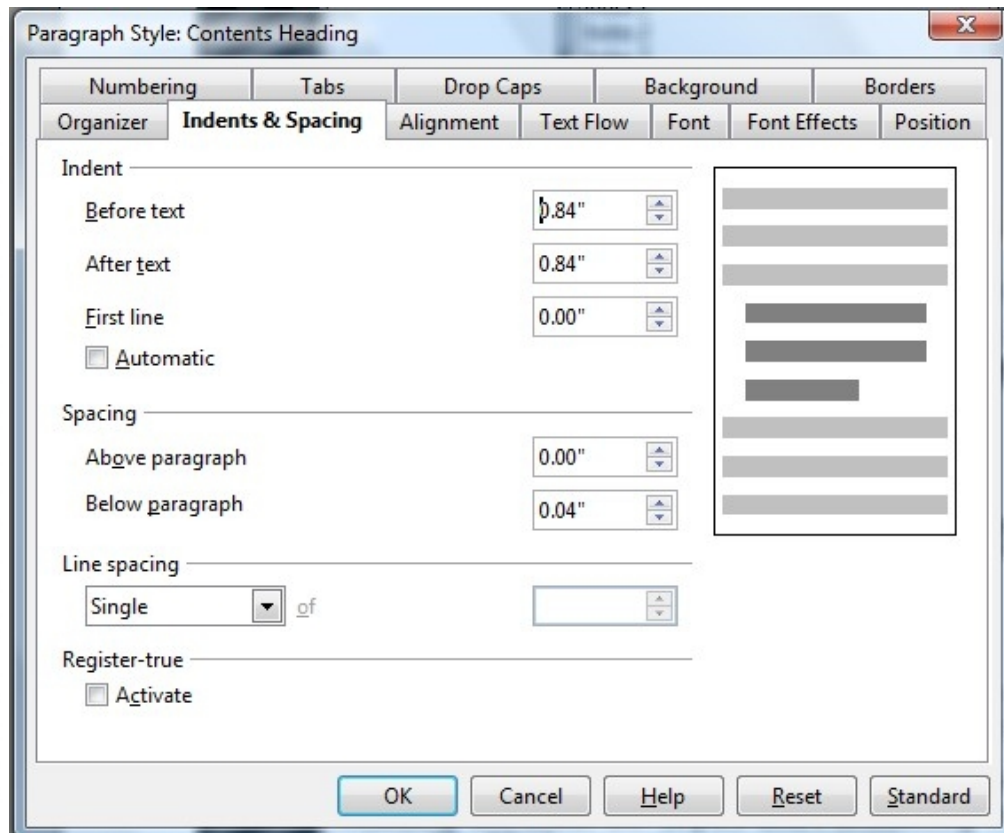 Paragraph Style: Contents Heading
Numbering Tabs Drop Caps Background Borders
Organizer Indents & Spacing Alignment Text Flow Font Font Effects Position
Indent
Before text 0.84"
After text 0.84"
First line 0.00"
Automatic
Spacing
Above paragraph 0.00"
Below paragraph 0.04"
Line spacing
Single of
Register-true
Activate
OK Cancel Help Reset Standard